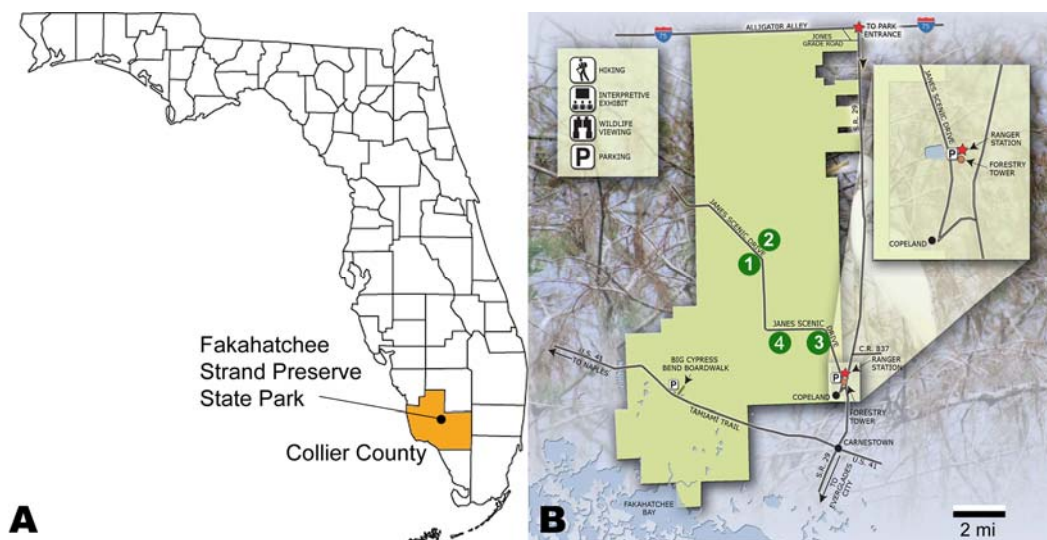 Fakahatchee
Strand Preserve
State Park
Collier County
A
75
ALLIGATOR ALLEY
TO PARK
ENTRANCE
75
JONES
GRADE ROAD
S.R. 29
HIKING
INTERPRETIVE
EXHIBIT
WILDLIFE
VIEWING
P
PARKING
JANES SCENIC DRIVE
P
RANGER
STATION
FORESTRY
TOWER
COPELAND
JANES SCENIC DRIVE
2
1
JANES SCENIC DRIVE
4
3
C.R. 837
RANGER
STATION
P
COPELAND
FORESTRY
TOWER
U.S. 41
TO NAPLES
BIG CYPRESS
BEND BOARDWALK
P
TAMIAMI TRAIL
CARNESTOWN
S.R. 29
U.S. 41
TO
EVERGLADES
CITY
FAKAHATCHEE
BAY
2 mi
B